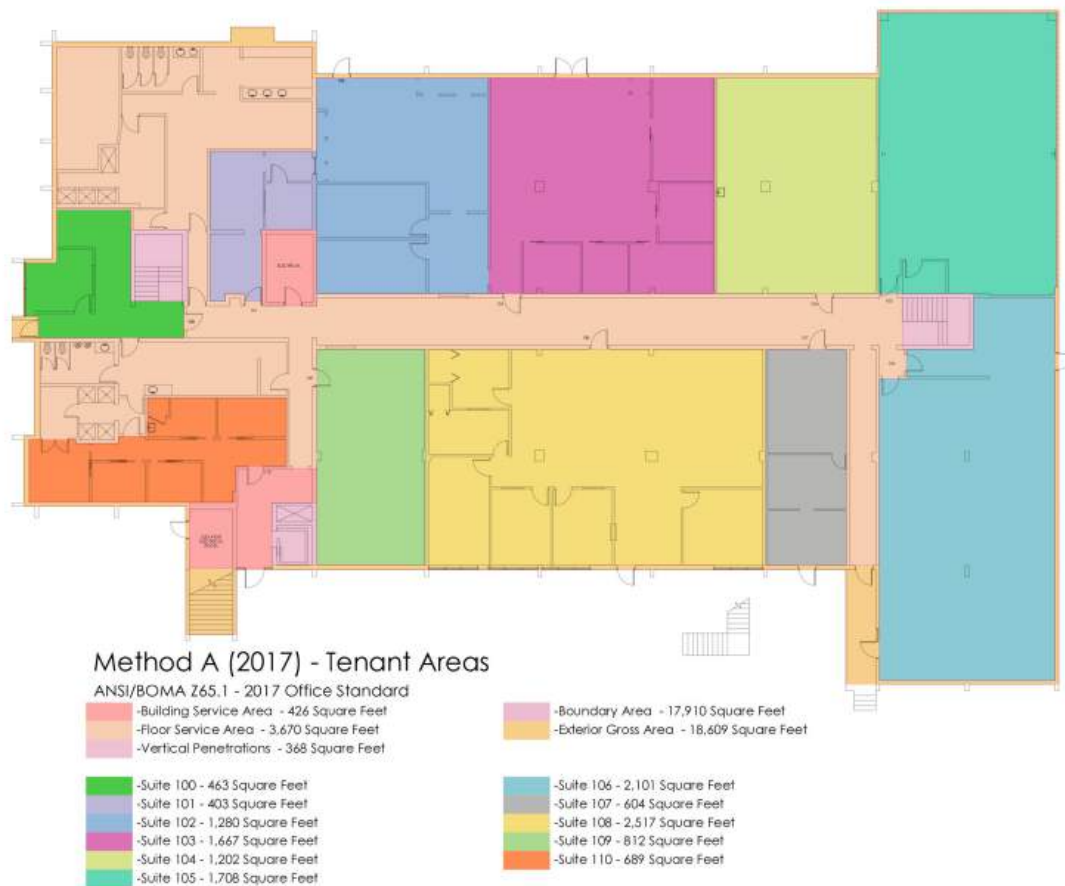 Method A (2017) - Tenant Areas
ANSI/BOMA Z65.1 - 2017 Office Standard
-Building Service Area - 426 Square Feet
-Floor Service Area - 3,670 Square Feet
-Vertical Penetrations - 368 Square Feet
-Boundary Area - 17,910 Square Feet
-Exterior Gross Area - 18,609 Square Feet
-Suite 100 - 463 Square Feet
-Suite 101 - 403 Square Feet
-Suite 102 - 1,280 Square Feet
-Suite 103 - 1,667 Square Feet
-Suite 104 - 1,202 Square Feet
-Suite 105 - 1,708 Square Feet
-Suite 106 - 2,101 Square Feet
-Suite 107 - 604 Square Feet
-Suite 108 - 2,517 Square Feet
-Suite 109 - 812 Square Feet
-Suite 110 - 689 Square Feet